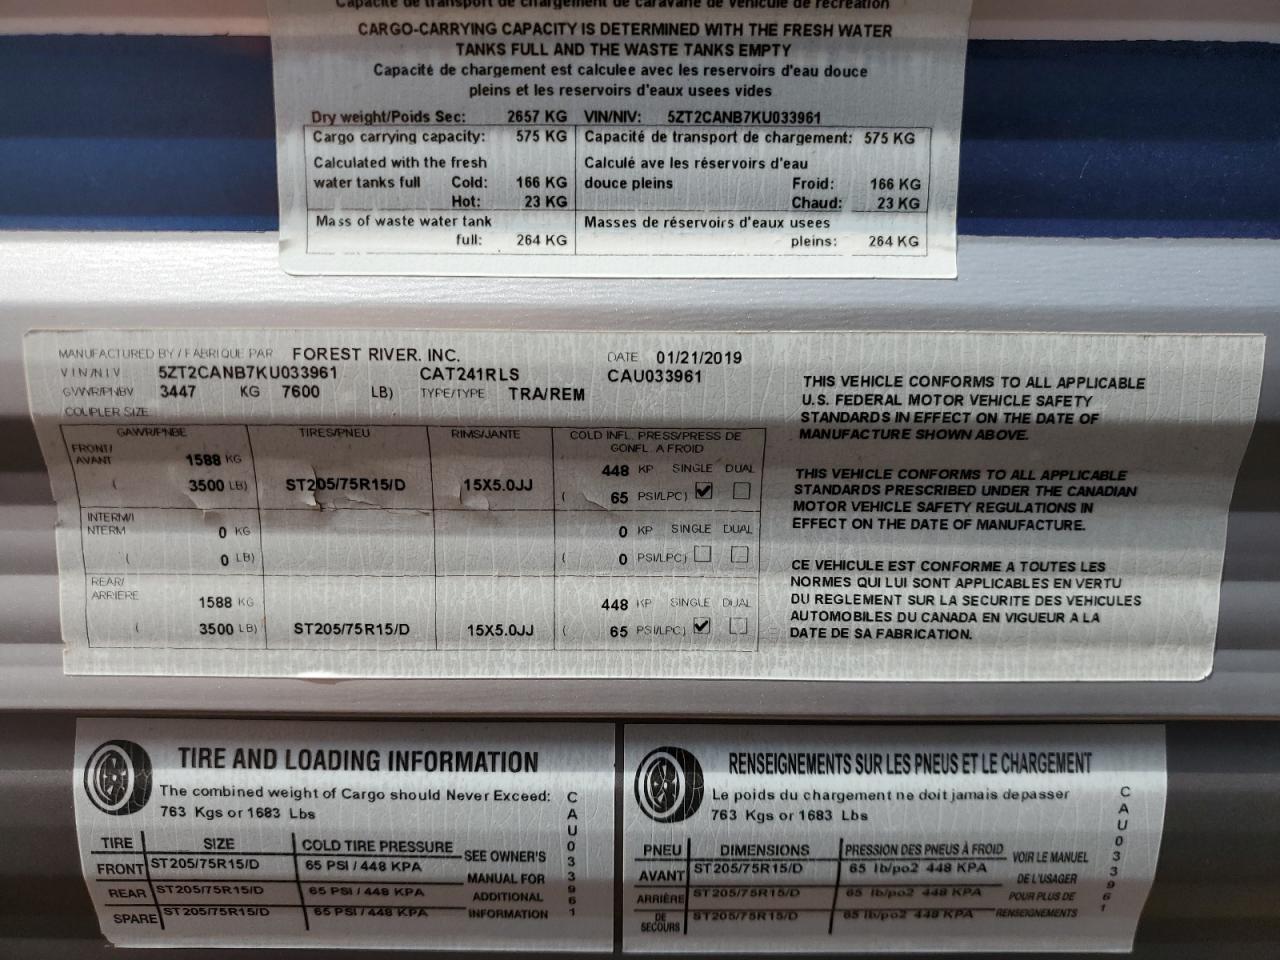 Capacité de transport de chargement de caravane de vehicule de recreation
CARGO-CARRYING CAPACITY IS DETERMINED WITH THE FRESH WATER
TANKS FULL AND THE WASTE TANKS EMPTY
Capacité de chargement est calculee avec les reservoirs d'eau douce
pleins et les reservoirs d'eaux usees vides
Dry weight/Poids Sec: 2657 KG VIN/NIV: 5ZT2CANB7KU033961
Cargo carrying capacity: 575 KG Capacité de transport de chargement: 575 KG
Calculated with the fresh Calculé ave les réservoirs d'eau
water tanks full Cold: 166 KG douce pleins Froid: 166 KG
Hot: 23 KG Chaud: 23 KG
Mass of waste water tank Masses de réservoirs d'eaux usees
full: 264 KG pleins: 264 KG
MANUFACTURED BY / FABRIQUE PAR FOREST RIVER, INC. DATE 01/21/2019
VIN/NIV 5ZT2CANB7KU033961 CAT241RLS CAU033961
GVWR/PNBV 3447 KG 7600 LB) TYPE/TYPE TRA/REM
COUPLER SIZE
GAWR/PNBE TIRES/PNEU RIMS/JANTE COLD INFL. PRESS/PRESS DE
GONFL. A FROID
FRONT/
AVANT 1588 KG 448 KP SINGLE DUAL
( 3500 LB) ST205/75R15/D 15X5.0JJ ( 65 PSI/LPC)
INTERM/I
NTERM 0 KG 0 KP SINGLE DUAL
( 0 LB) ( 0 PSI/LPC)
REAR/
ARRIERE 1588 KG 448 KP SINGLE DUAL
( 3500 LB) ST205/75R15/D 15X5.0JJ ( 65 PSI/LPC)
THIS VEHICLE CONFORMS TO ALL APPLICABLE
U.S. FEDERAL MOTOR VEHICLE SAFETY
STANDARDS IN EFFECT ON THE DATE OF
MANUFACTURE SHOWN ABOVE.
THIS VEHICLE CONFORMS TO ALL APPLICABLE
STANDARDS PRESCRIBED UNDER THE CANADIAN
MOTOR VEHICLE SAFETY REGULATIONS IN
EFFECT ON THE DATE OF MANUFACTURE.
CE VEHICULE EST CONFORME A TOUTES LES
NORMES QUI LUI SONT APPLICABLES EN VERTU
DU REGLEMENT SUR LA SECURITE DES VEHICULES
AUTOMOBILES DU CANADA EN VIGUEUR A LA
DATE DE SA FABRICATION.
TIRE AND LOADING INFORMATION
The combined weight of Cargo should Never Exceed:
763 Kgs or 1683 Lbs
TIRE SIZE COLD TIRE PRESSURE
FRONT ST205/75R15/D 65 PSI / 448 KPA
REAR ST205/75R15/D 65 PSI / 448 KPA
SPARE ST205/75R15/D 65 PSI / 448 KPA
SEE OWNER'S
MANUAL FOR
ADDITIONAL
INFORMATION
CAU033961
RENSEIGNEMENTS SUR LES PNEUS ET LE CHARGEMENT
Le poids du chargement ne doit jamais depasser
763 Kgs or 1683 Lbs
PNEU DIMENSIONS PRESSION DES PNEUS À FROID
AVANT ST205/75R15/D 65 lb/po2 448 KPA
ARRIÈRE ST205/75R15/D 65 lb/po2 448 KPA
DE
SECOURS ST205/75R15/D 65 lb/po2 448 KPA
VOIR LE MANUEL
DE L'USAGER
POUR PLUS DE
RENSEIGNEMENTS
CAU033961